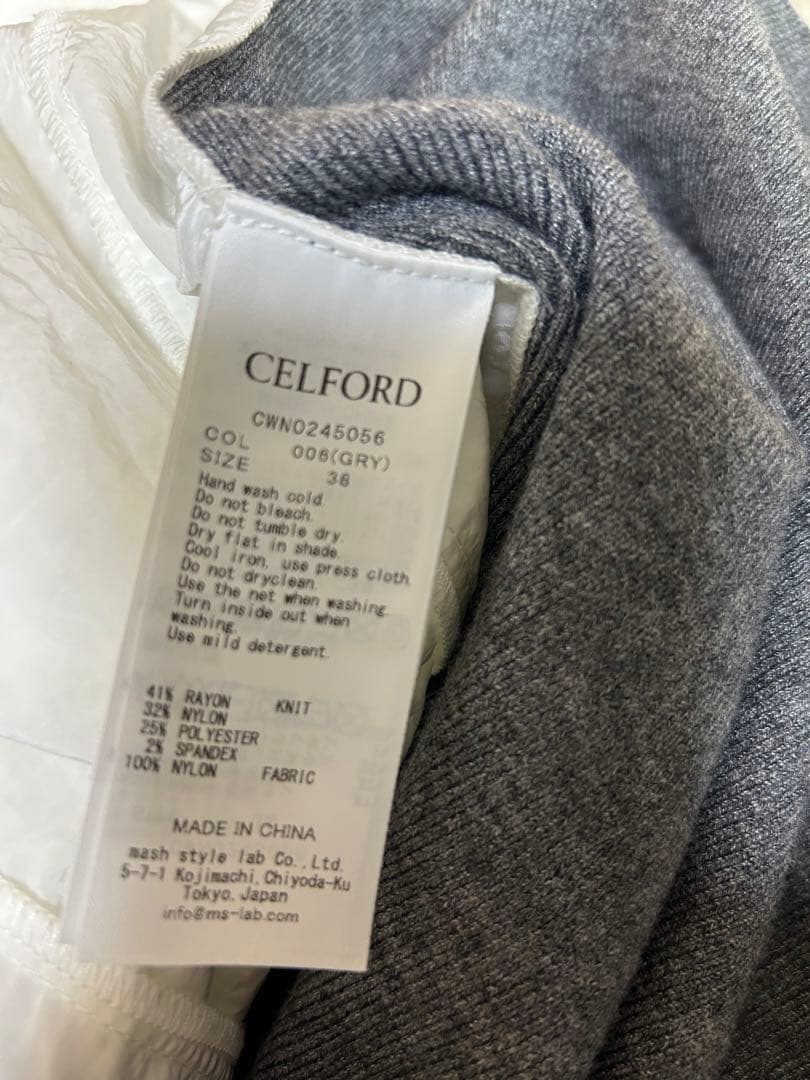 CELFORD
CWNO245056
COL 006(GRY)
SIZE 38
Hand wash cold.
Do not bleach.
Do not tumble dry.
Dry flat in shade.
Cool iron, use press cloth.
Do not dryclean.
Use the net when washing.
Turn inside out when
washing.
Use mild detergent.
41% RAYON KNIT
32% NYLON
25% POLYESTER
2% SPANDEX
100% NYLON FABRIC
MADE IN CHINA
mash style lab Co.,Ltd.
5-7-1 Kojimachi, Chiyoda-Ku
Tokyo, Japan
info@ms-lab.com